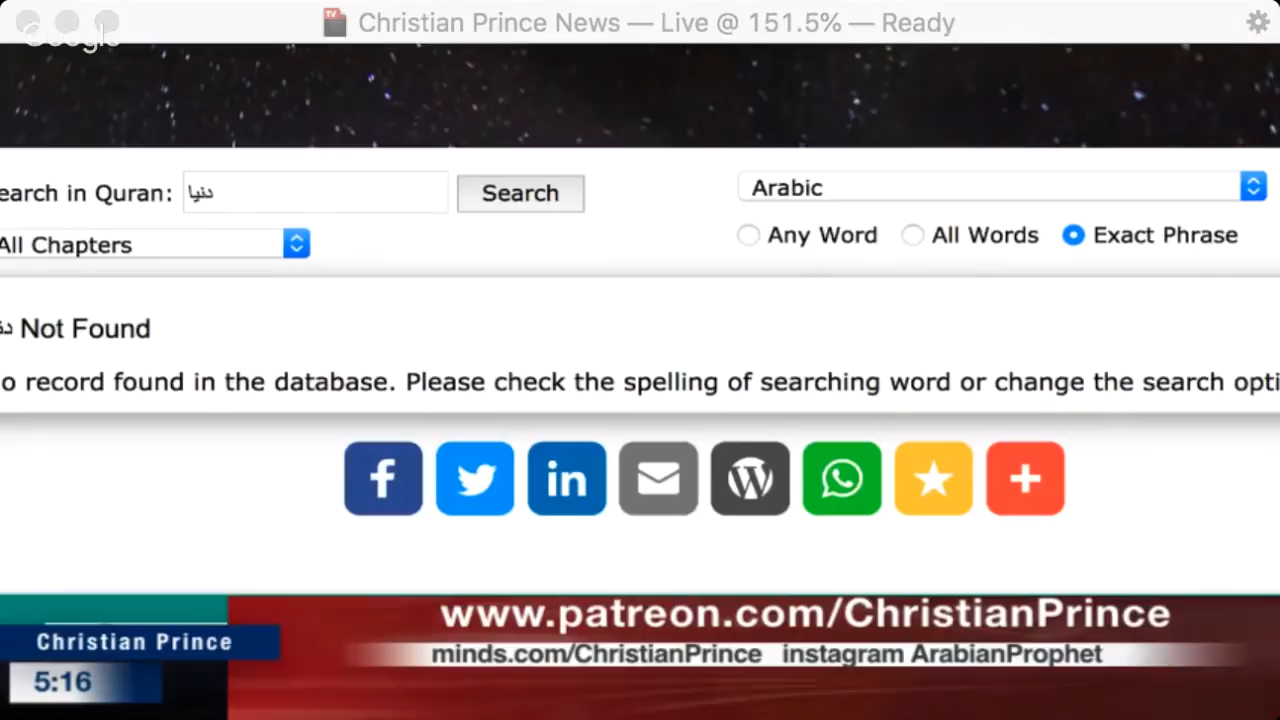 Christian Prince News — Live @ 151.5% — Ready
Google
earch in Quran: دنيا Search Arabic
All Chapters Any Word All Words Exact Phrase
Not Found
o record found in the database. Please check the spelling of searching word or change the search opti
www.patreon.com/ChristianPrince
Christian Prince
minds.com/ChristianPrince instagram ArabianProphet
5:16